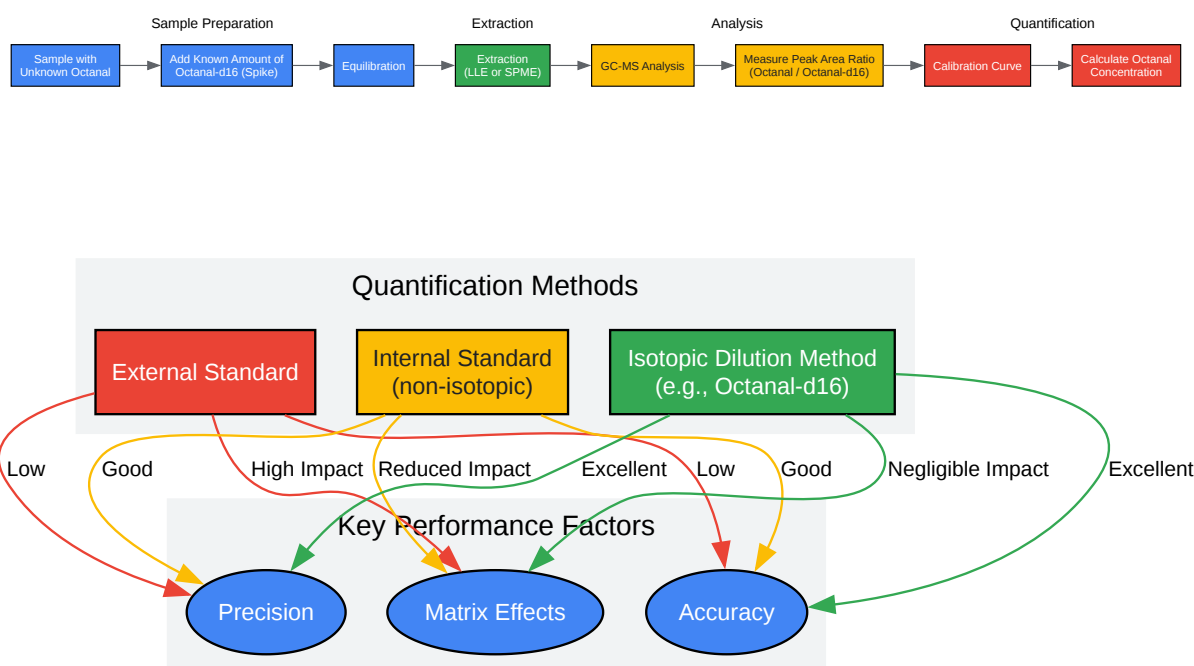 Sample Preparation
Extraction
Analysis
Quantification
Sample with
Unknown Octanal
Add Known Amount of
Octanal-d16 (Spike)
Equilibration
Extraction
(LLE or SPME)
GC-MS Analysis
Measure Peak Area Ratio
(Octanal / Octanal-d16)
Calibration Curve
Calculate Octanal
Concentration
Quantification Methods
External Standard
Internal Standard
(non-isotopic)
Isotopic Dilution Method
(e.g., Octanal-d16)
Low
Good
High Impact
Reduced Impact
Excellent
Low
Good
Negligible Impact
Excellent
Key Performance Factors
Precision
Matrix Effects
Accuracy